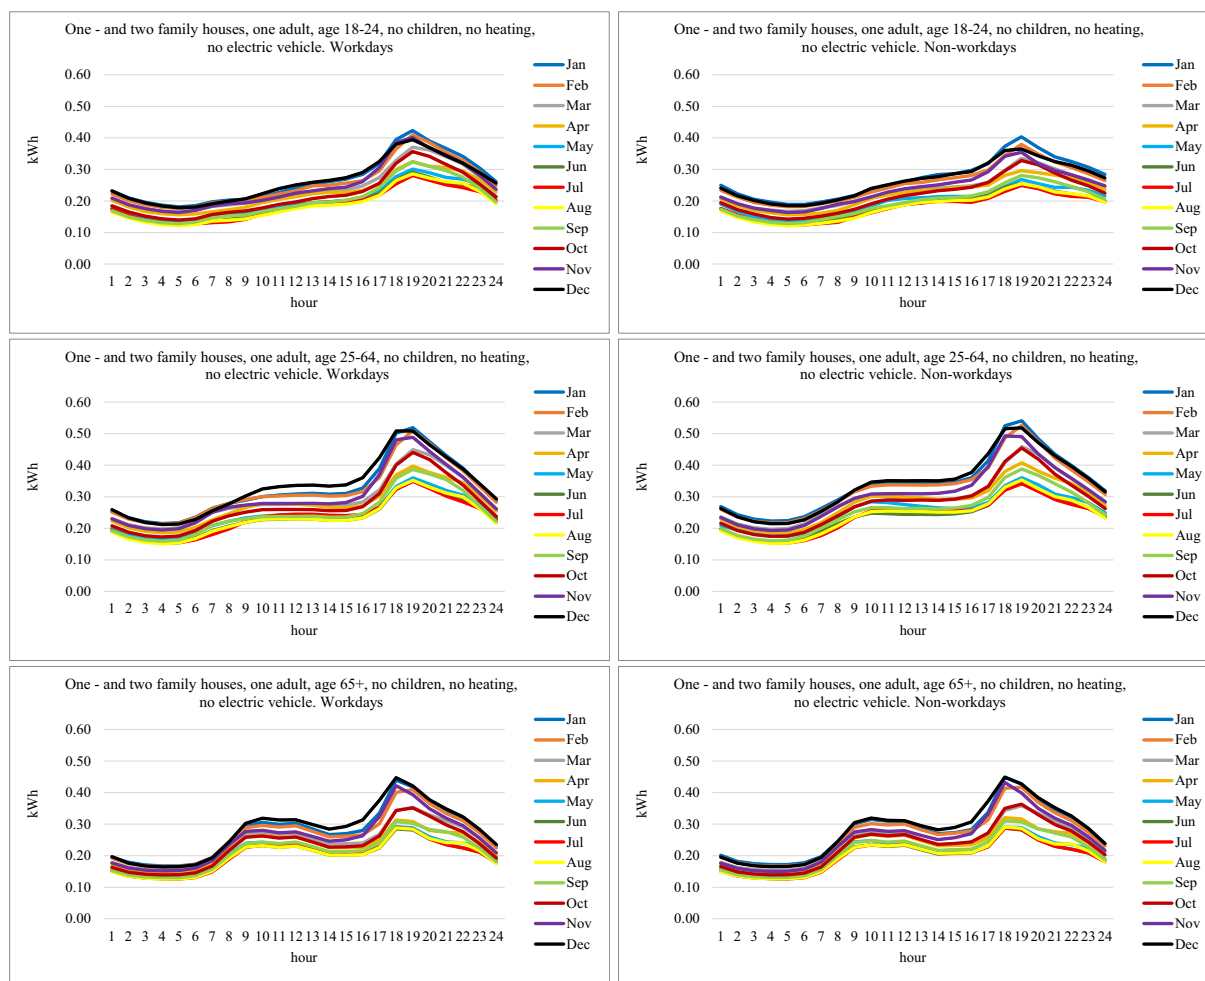 One - and two family houses, one adult, age 18-24, no children, no heating,
no electric vehicle. Workdays
kWh
0.60
0.50
0.40
0.30
0.20
0.10
0.00
1 2 3 4 5 6 7 8 9 10 11 12 13 14 15 16 17 18 19 20 21 22 23 24
hour
Jan
Feb
Mar
Apr
May
Jun
Jul
Aug
Sep
Oct
Nov
Dec
One - and two family houses, one adult, age 18-24, no children, no heating,
no electric vehicle. Non-workdays
kWh
0.60
0.50
0.40
0.30
0.20
0.10
0.00
1 2 3 4 5 6 7 8 9 10 11 12 13 14 15 16 17 18 19 20 21 22 23 24
hour
Jan
Feb
Mar
Apr
May
Jun
Jul
Aug
Sep
Oct
Nov
Dec
One - and two family houses, one adult, age 25-64, no children, no heating,
no electric vehicle. Workdays
kWh
0.60
0.50
0.40
0.30
0.20
0.10
0.00
1 2 3 4 5 6 7 8 9 10 11 12 13 14 15 16 17 18 19 20 21 22 23 24
hour
Jan
Feb
Mar
Apr
May
Jun
Jul
Aug
Sep
Oct
Nov
Dec
One - and two family houses, one adult, age 25-64, no children, no heating,
no electric vehicle. Non-workdays
kWh
0.60
0.50
0.40
0.30
0.20
0.10
0.00
1 2 3 4 5 6 7 8 9 10 11 12 13 14 15 16 17 18 19 20 21 22 23 24
hour
Jan
Feb
Mar
Apr
May
Jun
Jul
Aug
Sep
Oct
Nov
Dec
One - and two family houses, one adult, age 65+, no children, no heating,
no electric vehicle. Workdays
kWh
0.60
0.50
0.40
0.30
0.20
0.10
0.00
1 2 3 4 5 6 7 8 9 10 11 12 13 14 15 16 17 18 19 20 21 22 23 24
hour
Jan
Feb
Mar
Apr
May
Jun
Jul
Aug
Sep
Oct
Nov
Dec
One - and two family houses, one adult, age 65+, no children, no heating,
no electric vehicle. Non-workdays
kWh
0.60
0.50
0.40
0.30
0.20
0.10
0.00
1 2 3 4 5 6 7 8 9 10 11 12 13 14 15 16 17 18 19 20 21 22 23 24
hour
Jan
Feb
Mar
Apr
May
Jun
Jul
Aug
Sep
Oct
Nov
Dec